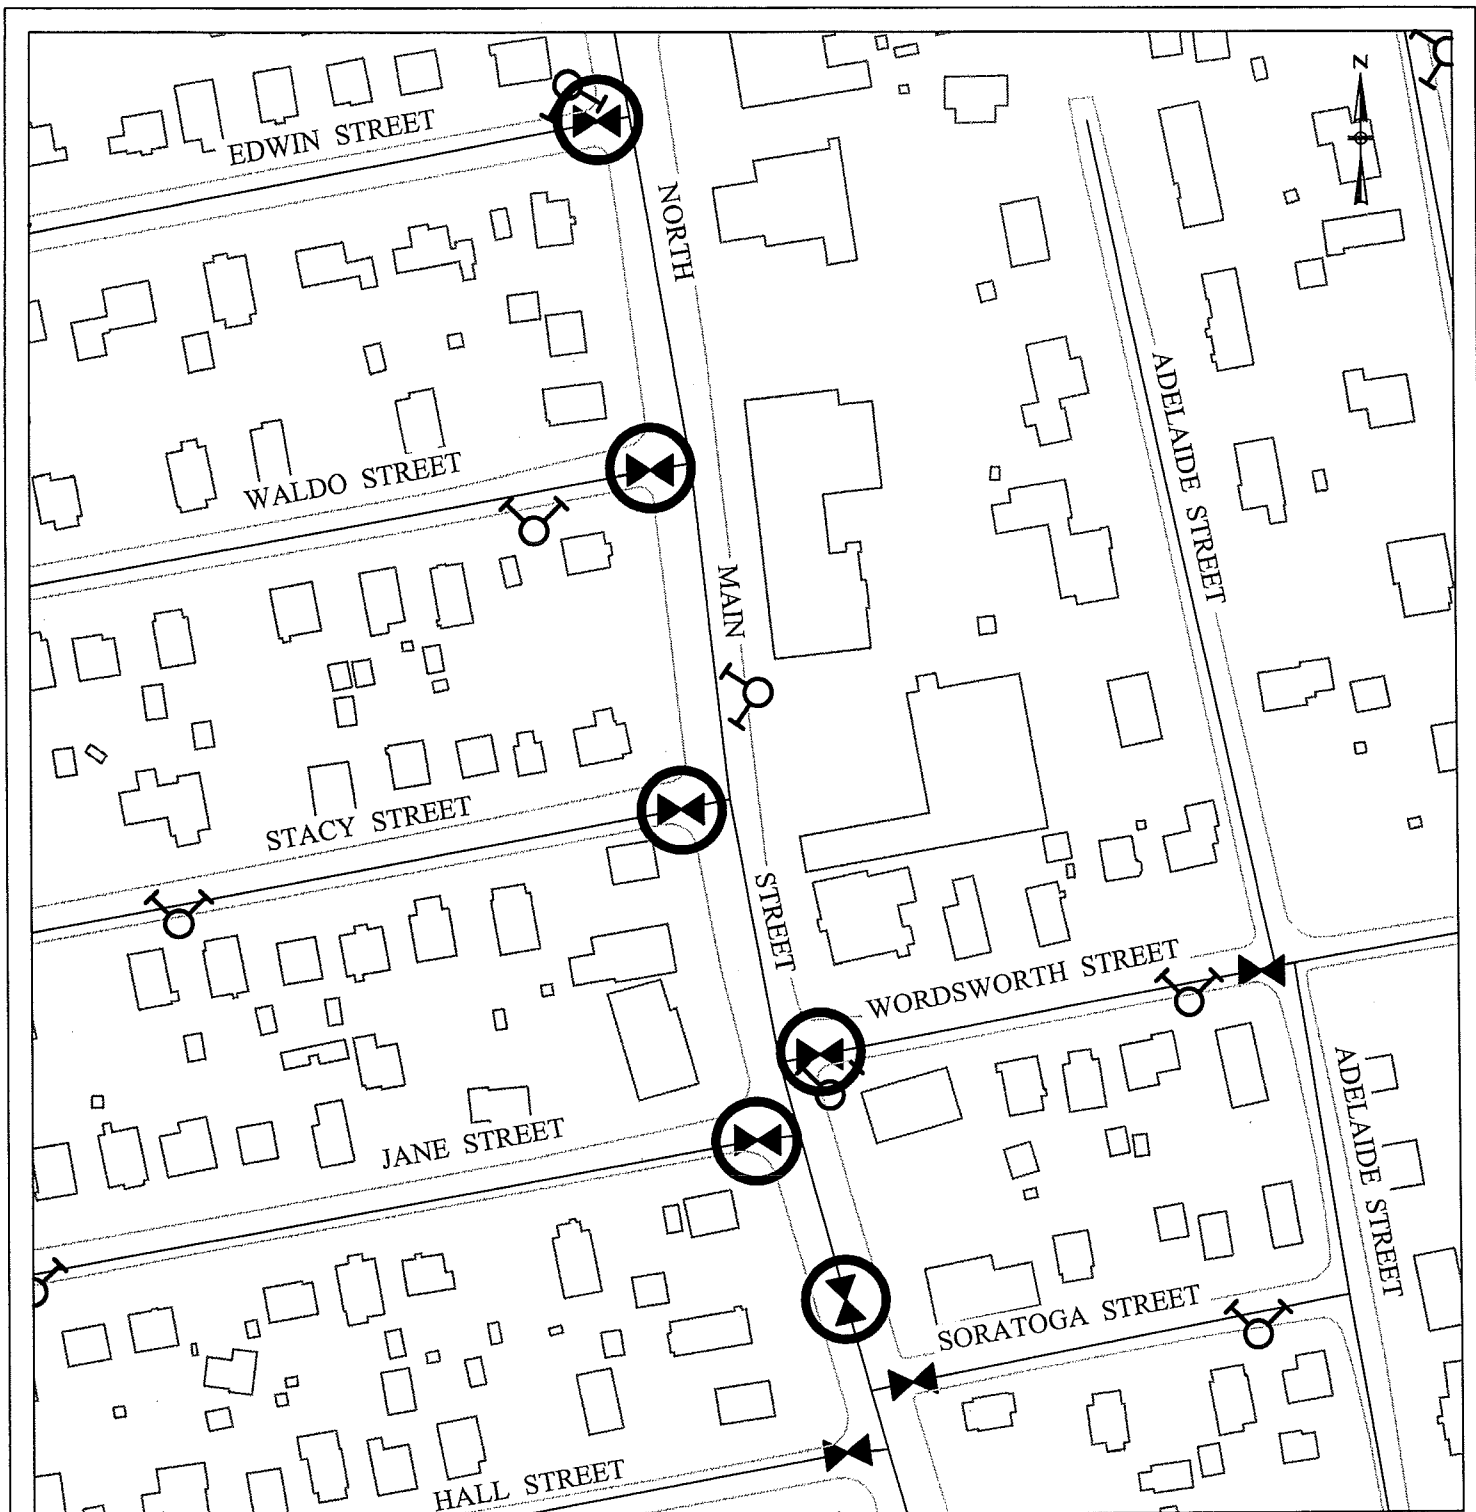 N
EDWIN STREET
NORTH
ADELAIDE STREET
WALDO STREET
MAIN
STACY STREET
STREET
WORDSWORTH STREET
ADELAIDE STREET
JANE STREET
SORATOGA STREET
HALL STREET